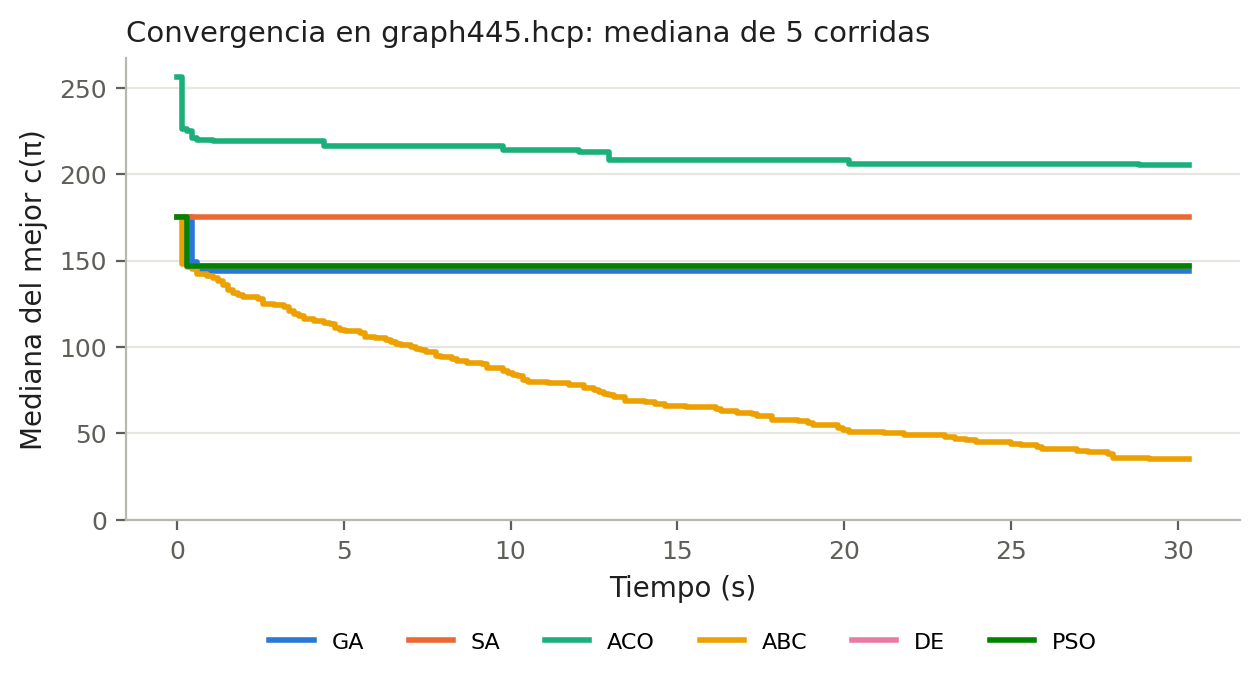 Convergencia en graph445.hcp: mediana de 5 corridas
Mediana del mejor c(π)
250
200
150
100
50
0
0 5 10 15 20 25 30
Tiempo (s)
GA SA ACO ABC DE PSO